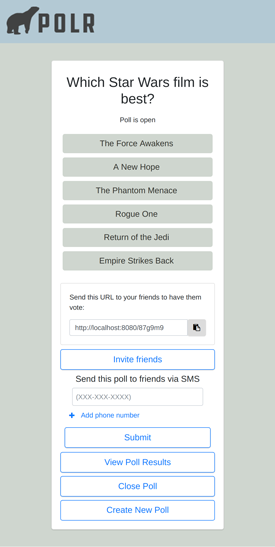 POLR
Which Star Wars film is
best?
Poll is open
The Force Awakens
A New Hope
The Phantom Menace
Rogue One
Return of the Jedi
Empire Strikes Back
Send this URL to your friends to have them
vote:
http://localhost:8080/87g9m9
Invite friends
Send this poll to friends via SMS
(XXX-XXX-XXXX)
+ Add phone number
Submit
View Poll Results
Close Poll
Create New Poll